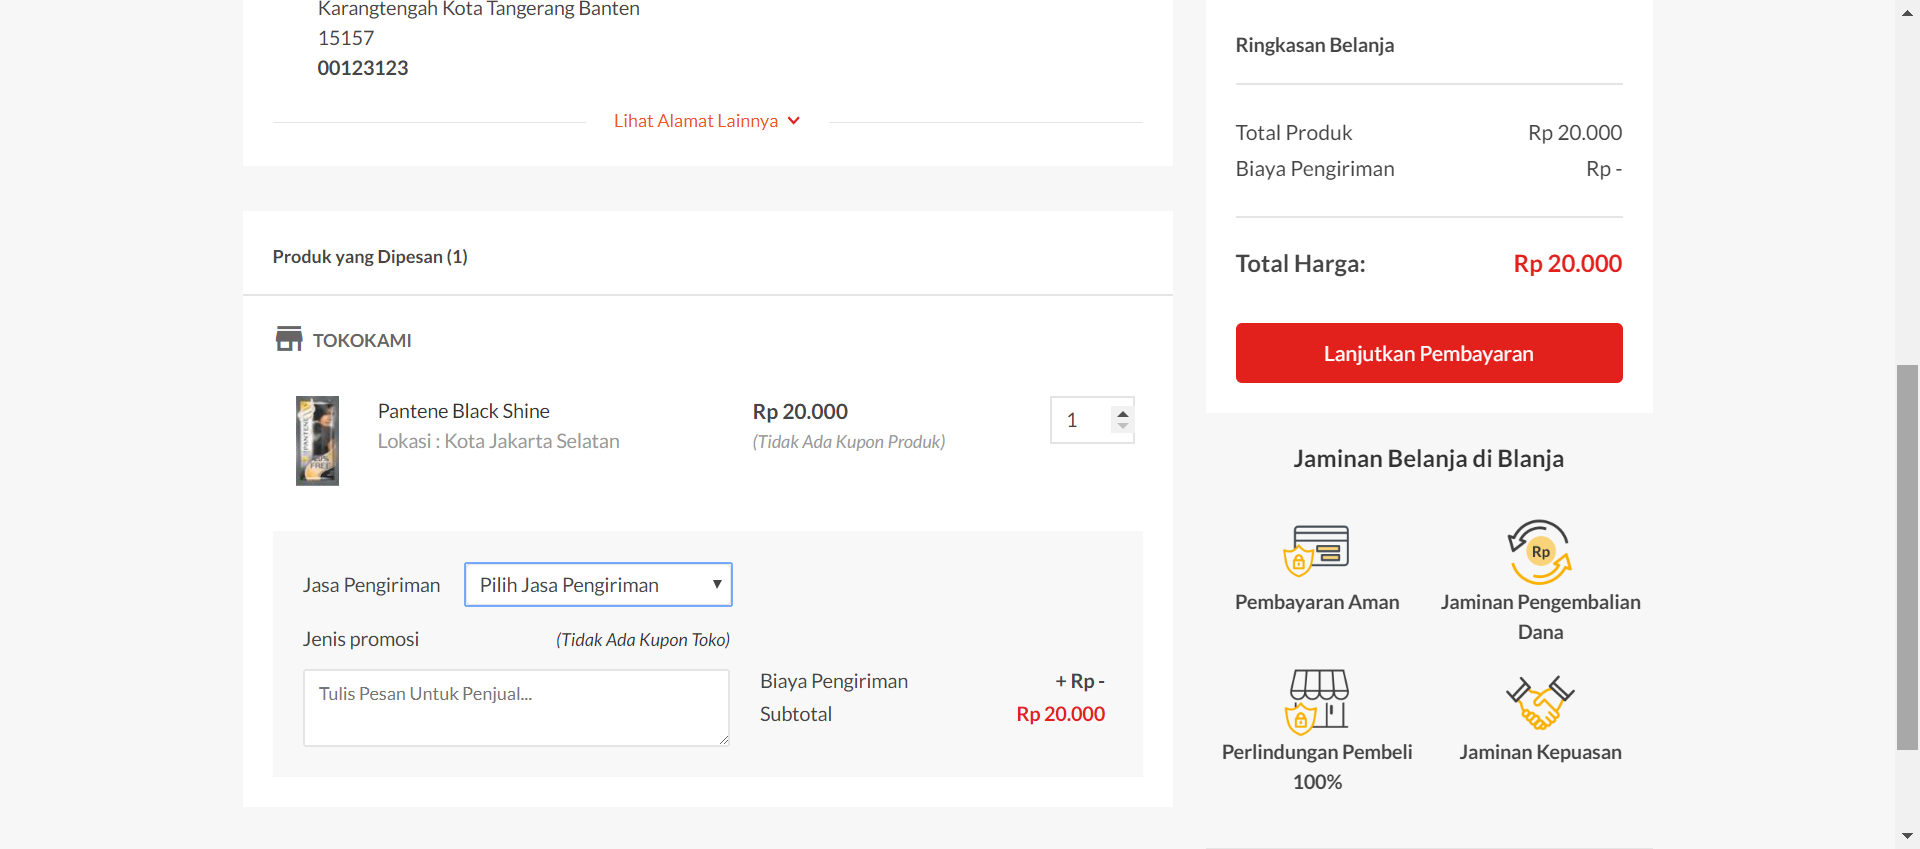 Karangtengah Kota Tangerang Banten
15157
00123123
Lihat Alamat Lainnya
Produk yang Dipesan (1)
TOKOKAMI
Pantene Black Shine
Lokasi : Kota Jakarta Selatan
Rp 20.000
(Tidak Ada Kupon Produk)
1
PANTENE
20%
FREE
Jasa Pengiriman
Pilih Jasa Pengiriman
Jenis promosi
(Tidak Ada Kupon Toko)
Tulis Pesan Untuk Penjual...
Biaya Pengiriman
+ Rp -
Subtotal
Rp 20.000
Ringkasan Belanja
Total Produk
Rp 20.000
Biaya Pengiriman
Rp -
Total Harga:
Rp 20.000
Lanjutkan Pembayaran
Jaminan Belanja di Blanja
Pembayaran Aman
Rp
Jaminan Pengembalian
Dana
Perlindungan Pembeli
100%
Jaminan Kepuasan